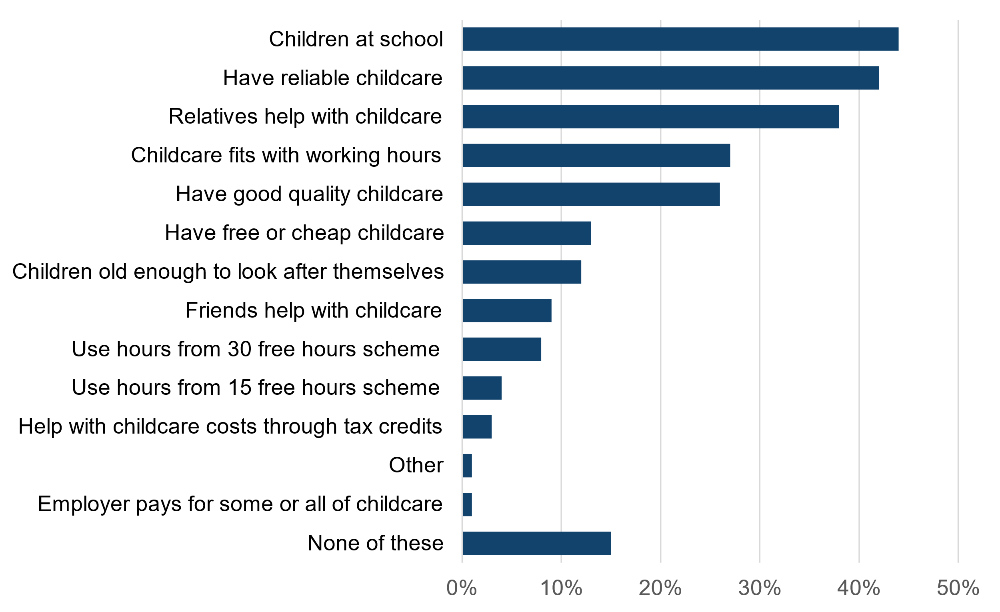 Children at school
Have reliable childcare
Relatives help with childcare
Childcare fits with working hours
Have good quality childcare
Have free or cheap childcare
Children old enough to look after themselves
Friends help with childcare
Use hours from 30 free hours scheme
Use hours from 15 free hours scheme
Help with childcare costs through tax credits
Other
Employer pays for some or all of childcare
None of these
0% 10% 20% 30% 40% 50%